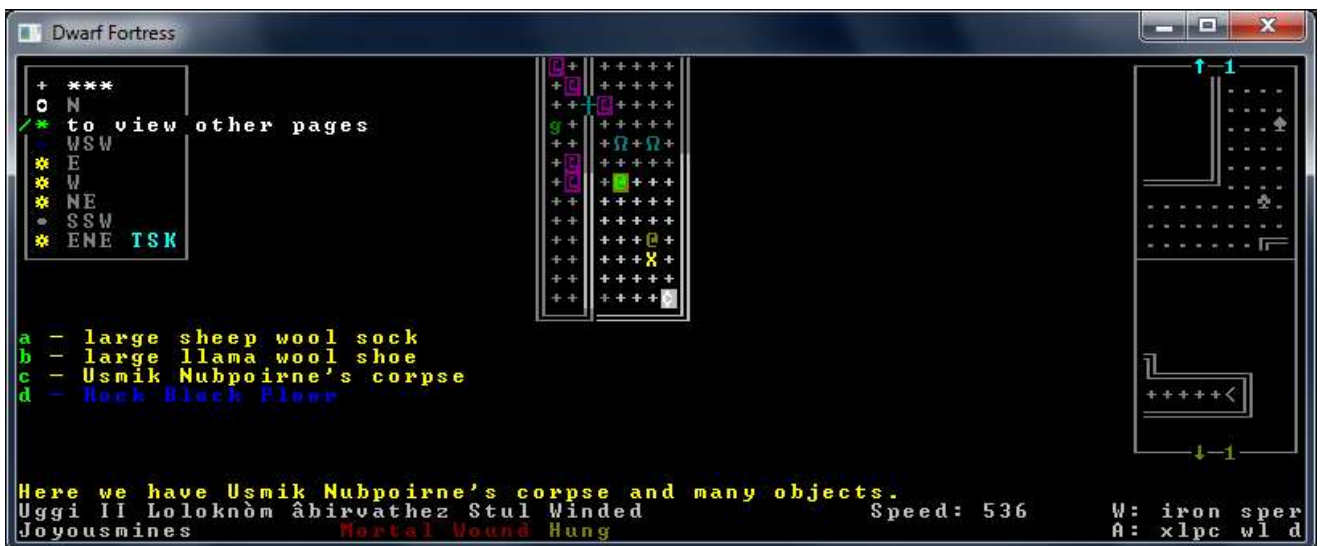 Dwarf Fortress
+ ***
N
/* to view other pages
WSW
E
W
NE
SSW
ENE TSK
a - large sheep wool sock
b - large llama wool shoe
c - Usmik Nubpoirne's corpse
d - Rock Block Floor
↑ 1
↓ 1
Here we have Usmik Nubpoirne's corpse and many objects.
Uggi II Loloknòm âbirvathez Stul Winded Speed: 536 W: iron sper
Joyousmines Mortal Wound Hung A: xlpc wl d